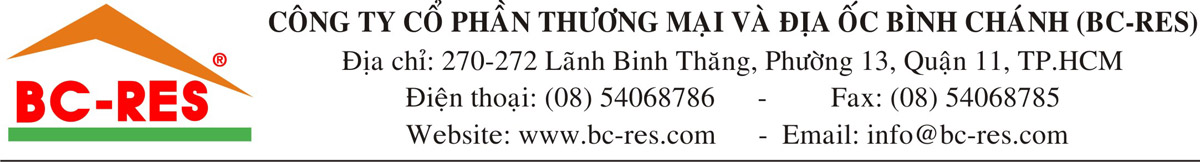 BC-RES®
CÔNG TY CỔ PHẦN THƯƠNG MẠI VÀ ĐỊA ỐC BÌNH CHÁNH (BC-RES)
Địa chỉ: 270-272 Lãnh Binh Thăng, Phường 13, Quận 11, TP.HCM
Điện thoại: (08) 54068786 - Fax: (08) 54068785
Website: www.bc-res.com - Email: info@bc-res.com